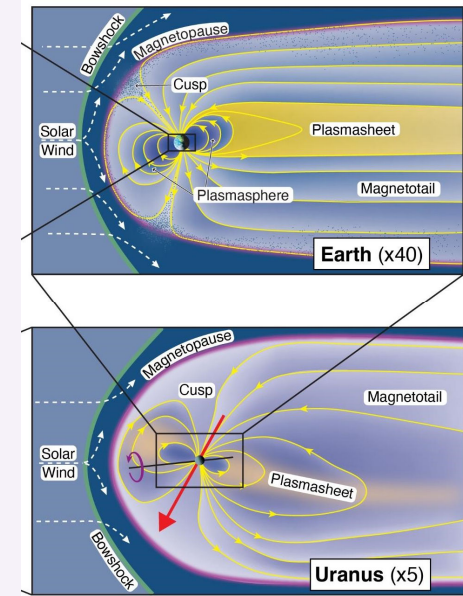 Bowshock
Magnetopause
Cusp
Solar
Wind
Plasmasheet
Plasmasphere
Magnetotail
Earth (x40)
Magnetopause
Cusp
Magnetotail
Solar
Wind
Plasmasheet
Bowshock
Uranus (x5)